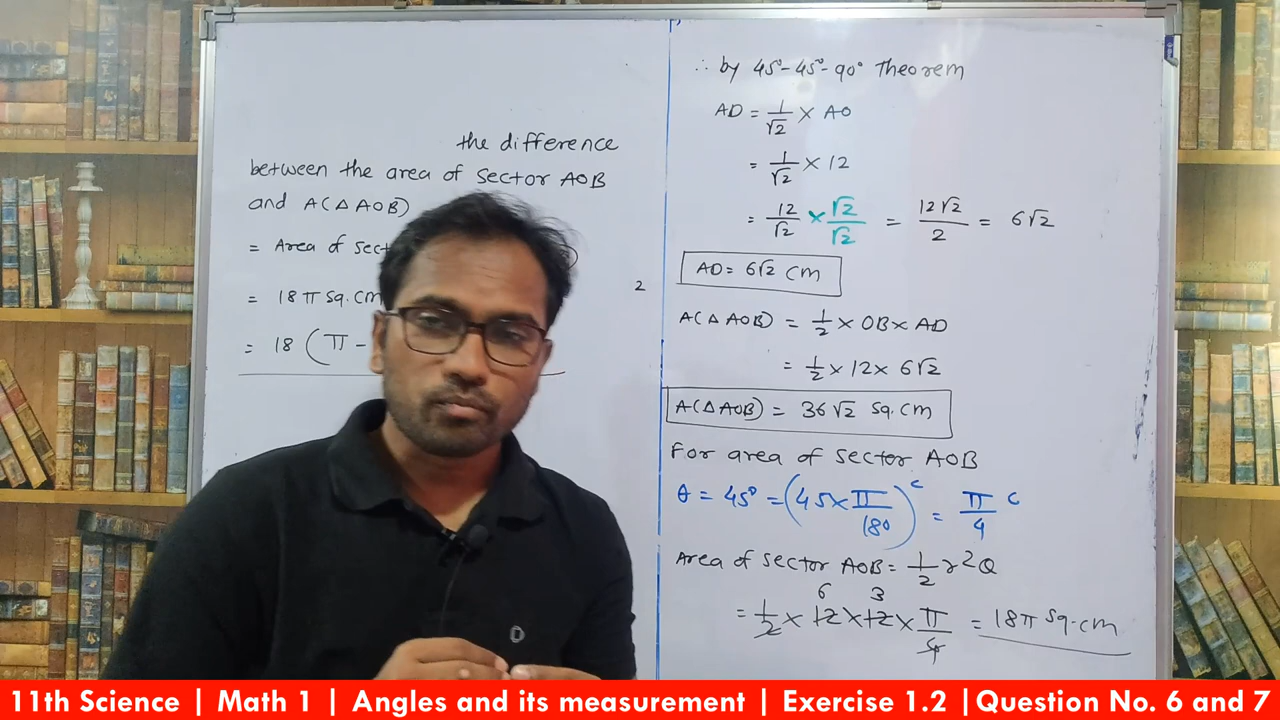 the difference
between the area of sector AOB
and A(△ AOB)
= Area of sect
= 18 π sq.cm
= 18 (π -
2
∴ by 45°-45°-90° Theorem
AD = 1/√2 × AO
= 1/√2 × 12
= 12/√2 × √2/√2 = 12√2/2 = 6√2
AD = 6√2 cm
A(△ AOB) = 1/2 × OB × AD
= 1/2 × 12 × 6√2
A(△ AOB) = 36√2 sq.cm
For area of sector AOB
θ = 45° = (45 × π/180)ᶜ = π/4 ᶜ
Area of sector AOB = 1/2 r²θ
6 3
= 1/2 × 12 × 12 × π/4 = 18π sq.cm
11th Science | Math 1 | Angles and its measurement | Exercise 1.2 |Question No. 6 and 7